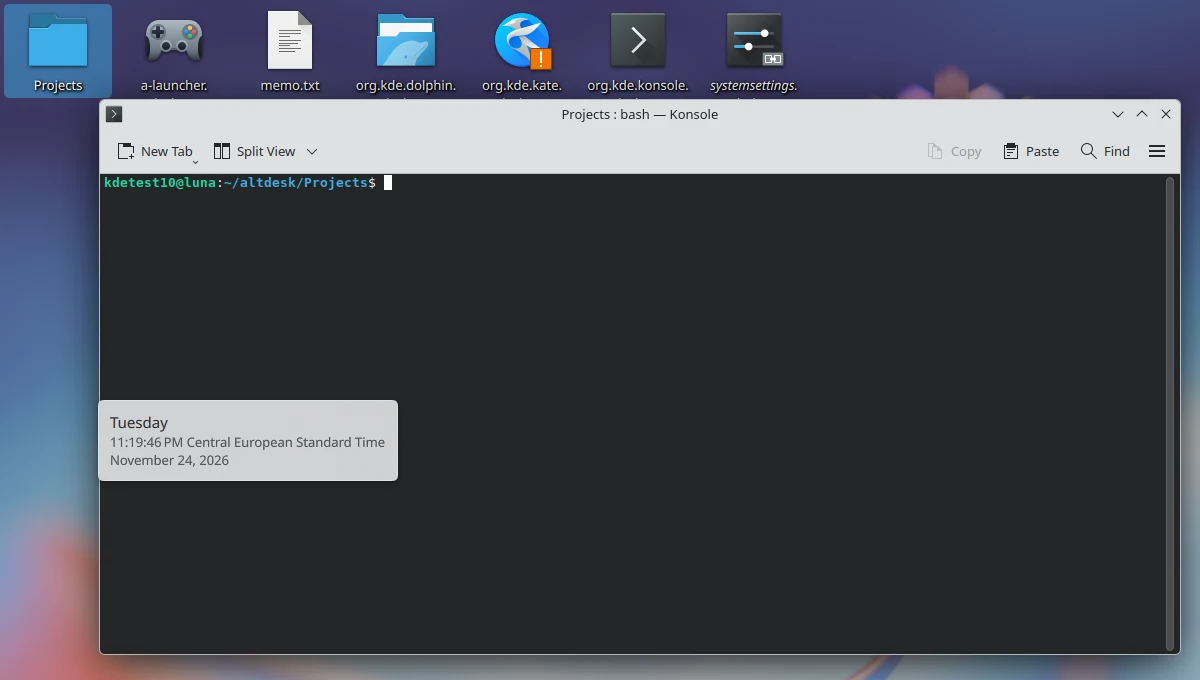 Projects
a-launcher.
memo.txt
org.kde.dolphin.
org.kde.kate.
org.kde.konsole.
systemsettings.
Projects : bash — Konsole
New Tab
Split View
Copy
Paste
Find
kdetest10@luna:~/altdesk/Projects$
Tuesday
11:19:46 PM Central European Standard Time
November 24, 2026